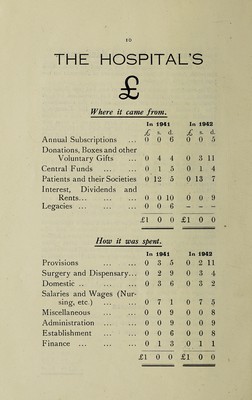 10
THE HOSPITAL'S
£
Where it came from.
In 1941 In 1942
£ s. d. £ s. d.
Annual Subscriptions ... 0 0 6 0 0 5
Donations, Boxes and other
Voluntary Gifts ... 0 4 4 0 3 11
Central Funds ... ... 0 1 5 0 1 4
Patients and their Societies 0 12 5 0 13 7
Interest, Dividends and
Rents... ... ... 0 0 10 0 0 9
Legacies ... ... ... 0 0 6 — — —
£1 0 0 £1 0 0
How it was spent.
In 1941 In 1942
Provisions ... ... 0 3 5 0 2 11
Surgery and Dispensary... 0 2 9 0 3 4
Domestic .. ... ... 0 3 6 0 3 2
Salaries and Wages (Nur-
sing, etc.) ... ... 0 7 1 0 7 5
Miscellaneous ... ... 0 0 9 0 0 8
Administration ... ... 0 0 9 0 0 9
Establishment ... ... 0 0 6 0 0 8
Finance ... ... ... 0 1 3 0 1 1
£1 0 0 £1 0 0